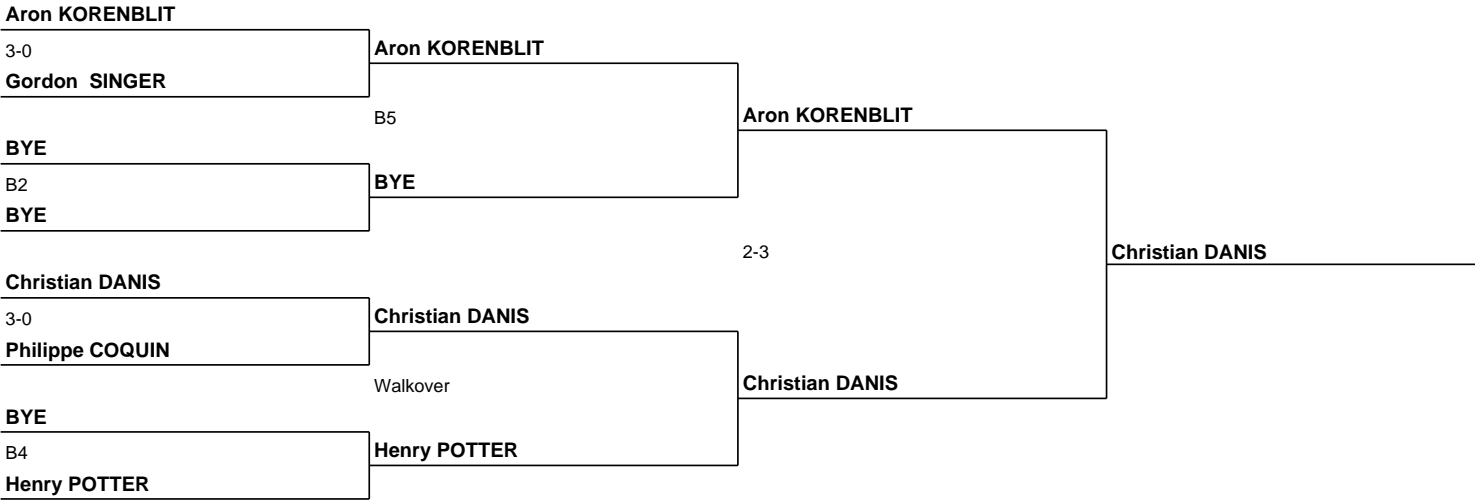 Aron KORENBLIT
3-0
Gordon  SINGER
BYE
B2
BYE
Christian DANIS
3-0
Philippe COQUIN
BYE
B4
Henry POTTER
Aron KORENBLIT
B5
BYE
Christian DANIS
Walkover
Henry POTTER
Aron KORENBLIT
2-3
Christian DANIS
Christian DANIS